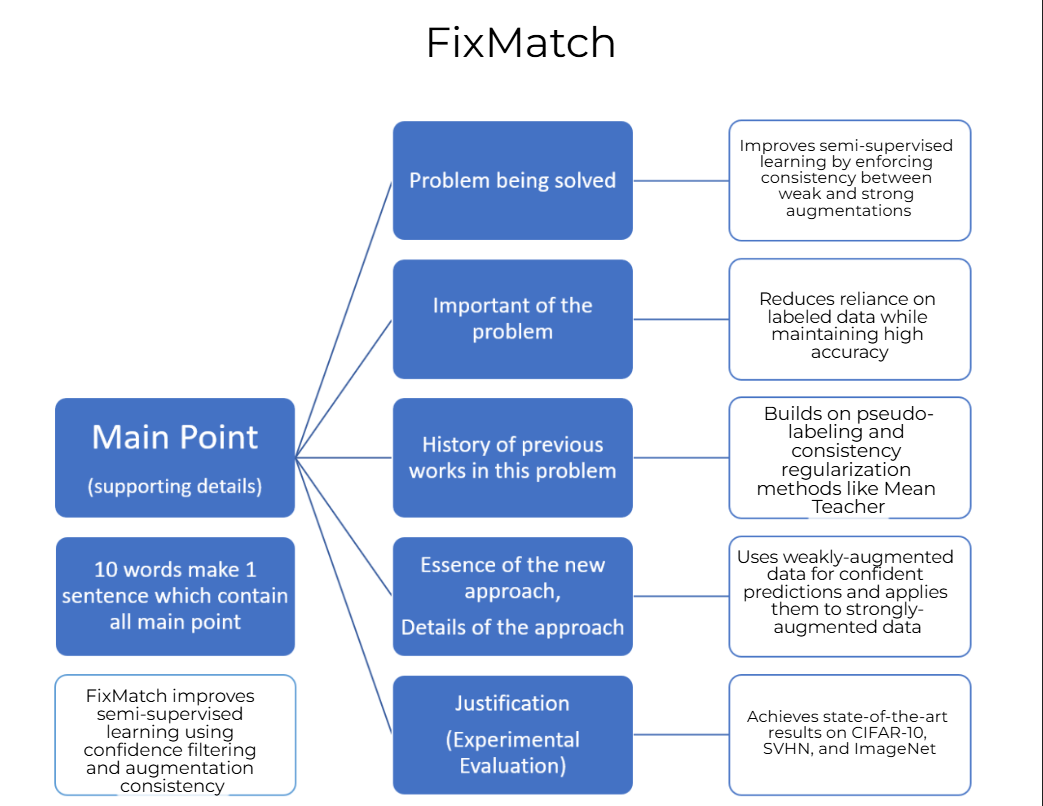 FixMatch
Problem being solved
Improves semi-supervised
learning by enforcing
consistency between
weak and strong
augmentations
Important of the
problem
Reduces reliance on
labeled data while
maintaining high
accuracy
Main Point
(supporting details)
History of previous
works in this problem
Builds on pseudo-
labeling and
consistency
regularization
methods like Mean
Teacher
10 words make 1
sentence which contain
all main point
Essence of the new
approach,
Details of the approach
Uses weakly-augmented
data for confident
predictions and applies
them to strongly-
augmented data
FixMatch improves
semi-supervised
learning using
confidence filtering
and augmentation
consistency
Justification
(Experimental
Evaluation)
Achieves state-of-the-art
results on CIFAR-10,
SVHN, and ImageNet